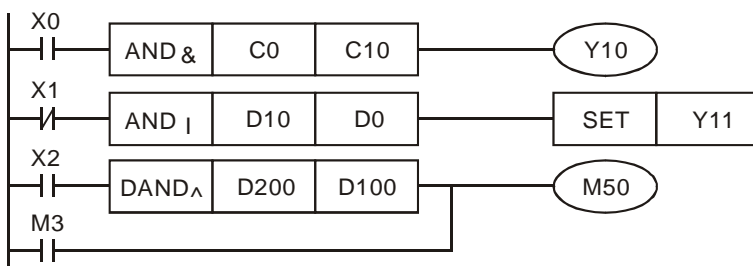 X0
AND & C0 C10 Y10
X1
AND | D10 D0 SET Y11
X2
DAND^ D200 D100 M50
M3